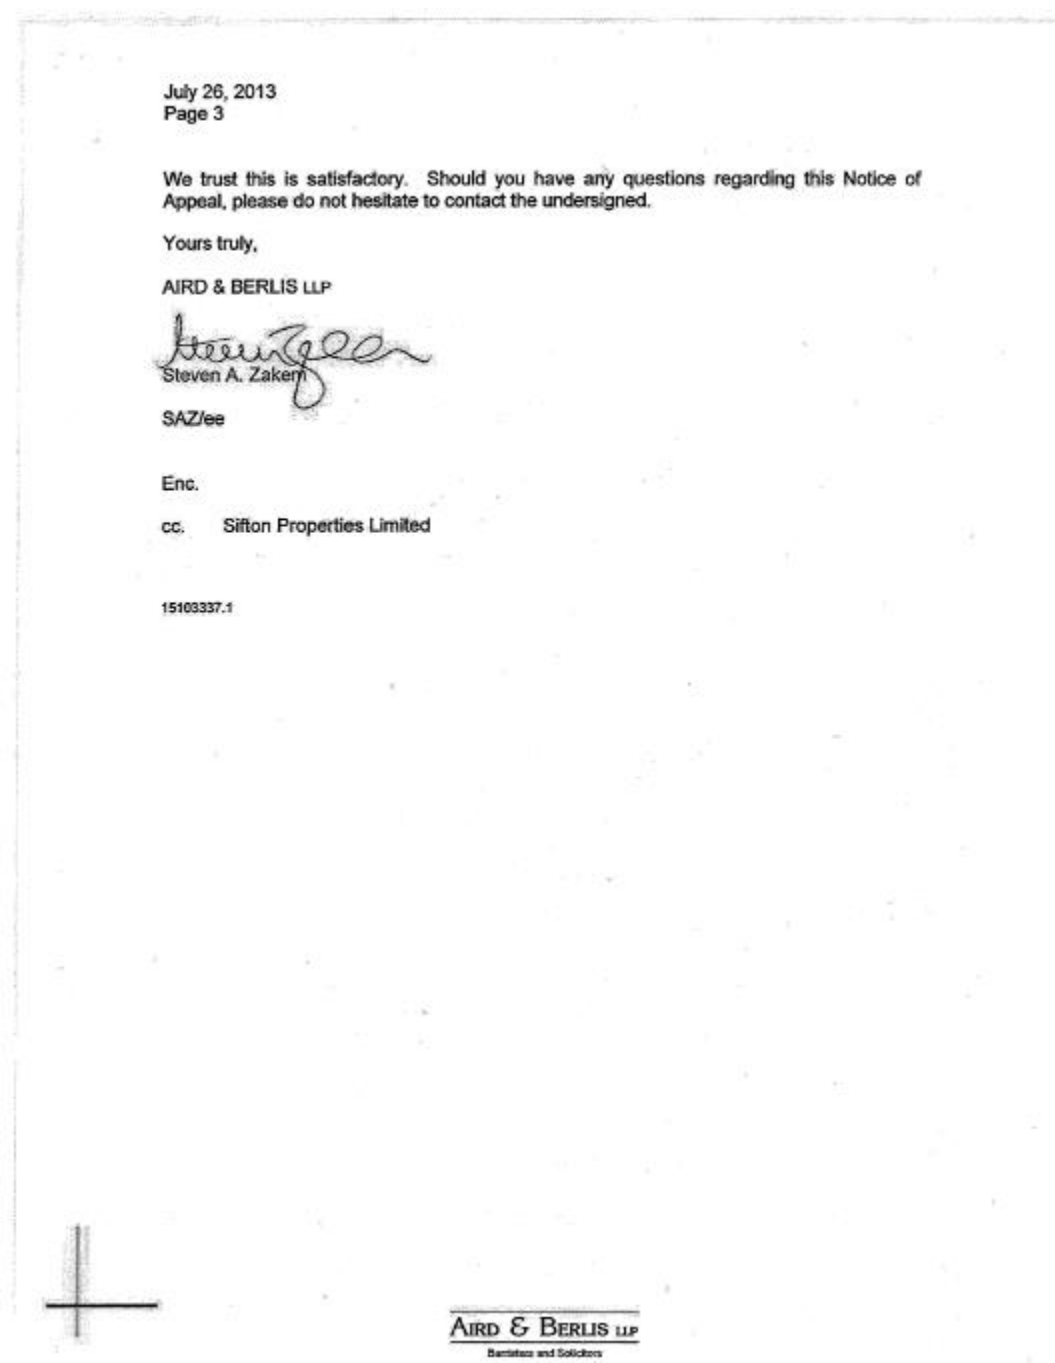 July 26, 2013
Page 3
We trust this is satisfactory. Should you have any questions regarding this Notice of
Appeal, please do not hesitate to contact the undersigned.
Yours truly,
AIRD & BERLIS LLP
Steven A. Zakem
SAZ/ee
Enc.
cc. Sifton Properties Limited
15103337.1
AIRD & BERLIS LLP
Barristers and Solicitors